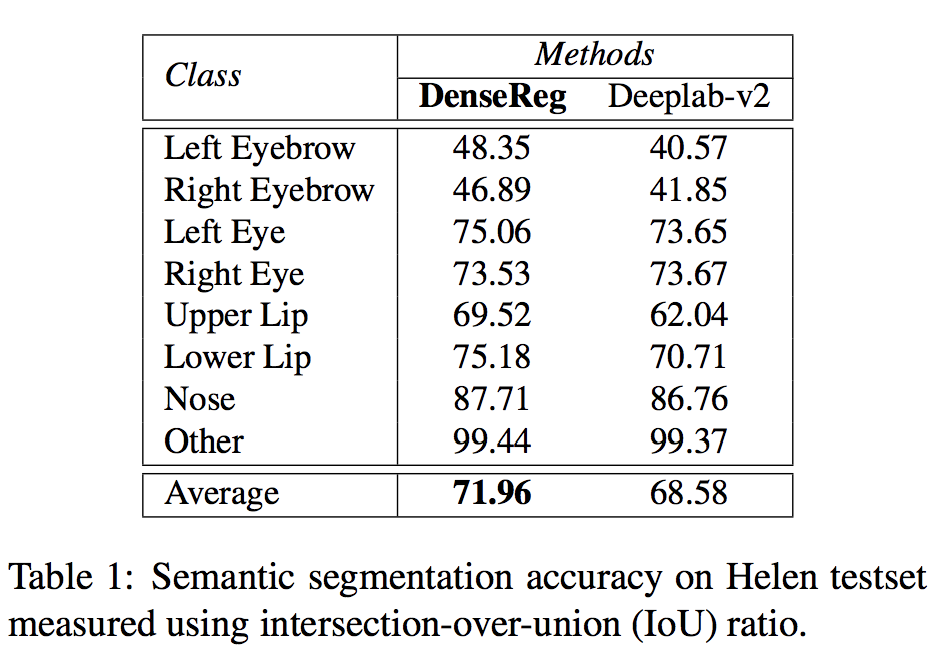 Class Methods
DenseReg Deeplab-v2
Left Eyebrow 48.35 40.57
Right Eyebrow 46.89 41.85
Left Eye 75.06 73.65
Right Eye 73.53 73.67
Upper Lip 69.52 62.04
Lower Lip 75.18 70.71
Nose 87.71 86.76
Other 99.44 99.37
Average 71.96 68.58
Table 1: Semantic segmentation accuracy on Helen testset
measured using intersection-over-union (IoU) ratio.